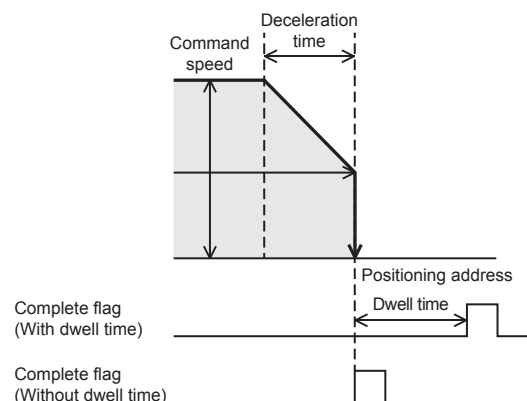 Deceleration
time
Command
speed
Positioning address
Dwell time
Complete flag
(With dwell time)
Complete flag
(Without dwell time)